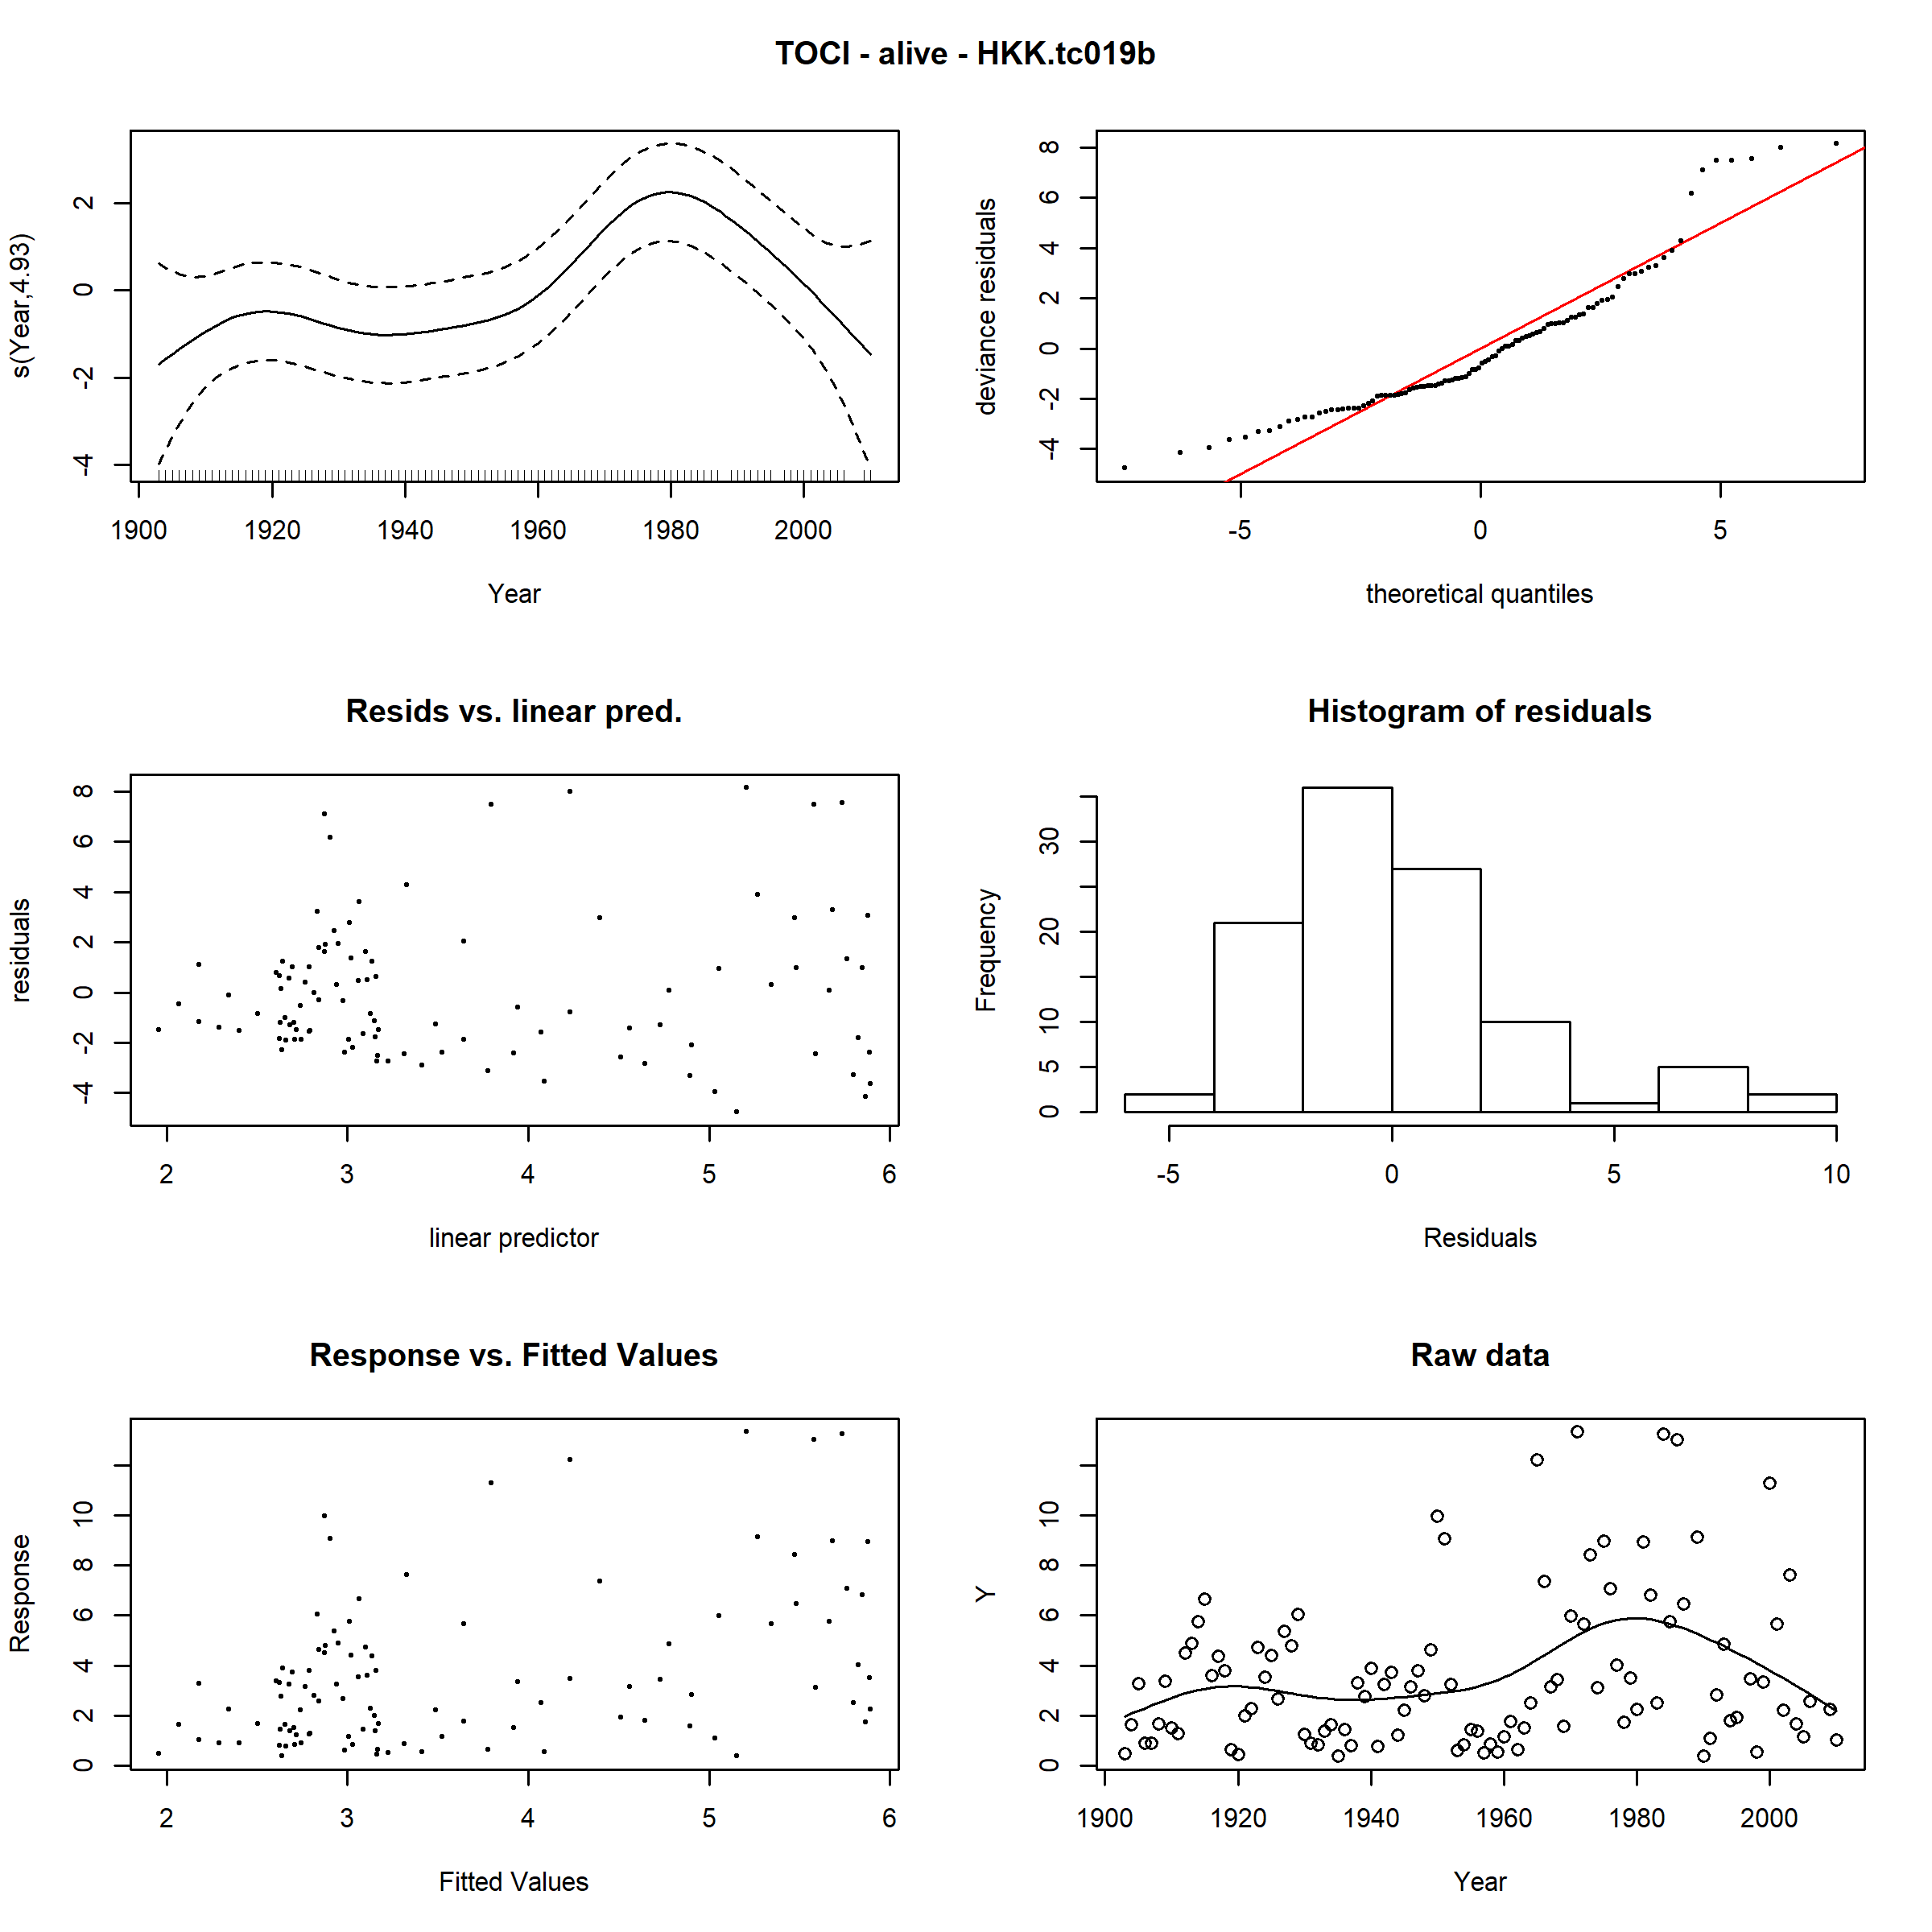 TOCI - alive - HKK.tc019b
s(Year,4.93)
2
0
-2
-4
1900 1920 1940 1960 1980 2000
Year
deviance residuals
8
6
4
2
0
-2
-4
-5 0 5
theoretical quantiles
Resids vs. linear pred.
residuals
8
6
4
2
0
-2
-4
2 3 4 5 6
linear predictor
Histogram of residuals
Frequency
30
20
10
5
0
-5 0 5 10
Residuals
Response vs. Fitted Values
Response
10
8
6
4
2
0
2 3 4 5 6
Fitted Values
Raw data
Y
10
8
6
4
2
0
1900 1920 1940 1960 1980 2000
Year